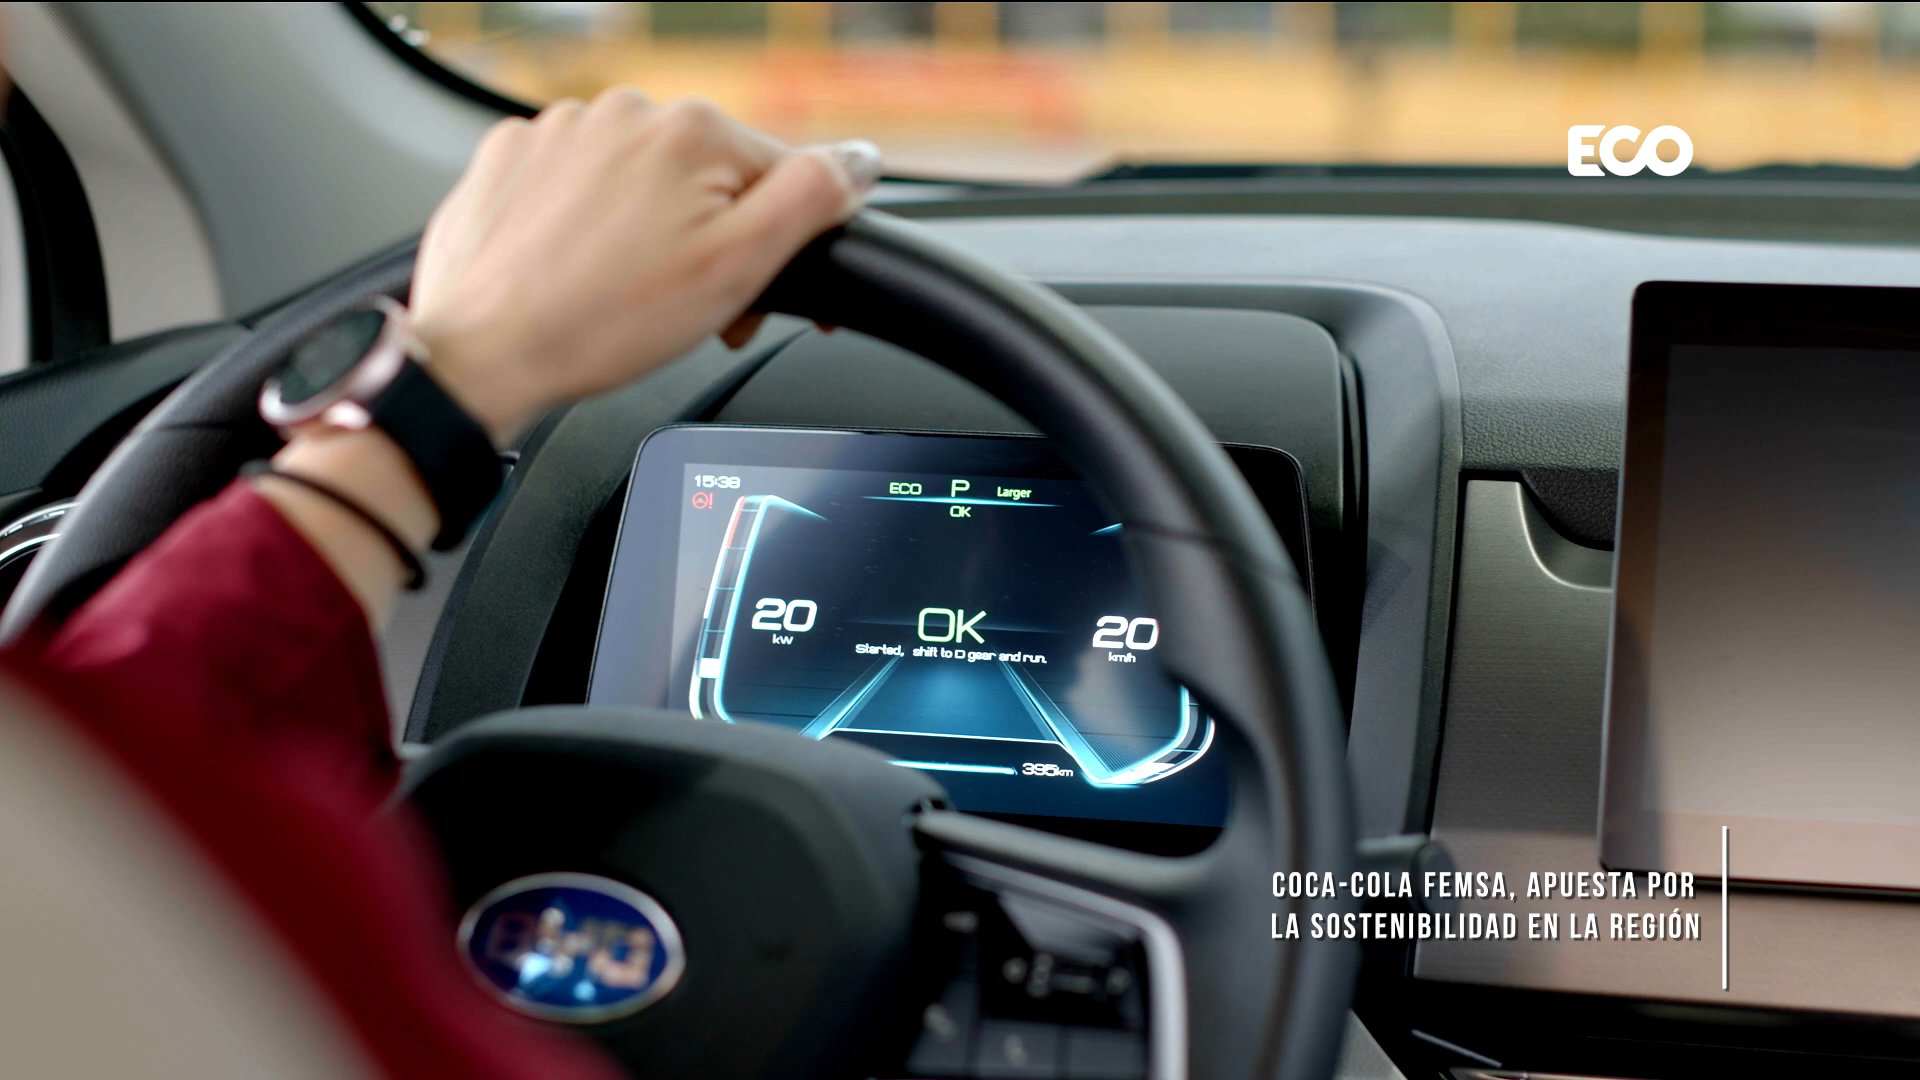 ECO
15:38
ECO P Larger
OK
20 OK 20
kW Started, shift to D gear and run. km/h
395km
BYD
COCA-COLA FEMSA, APUESTA POR
LA SOSTENIBILIDAD EN LA REGIÓN